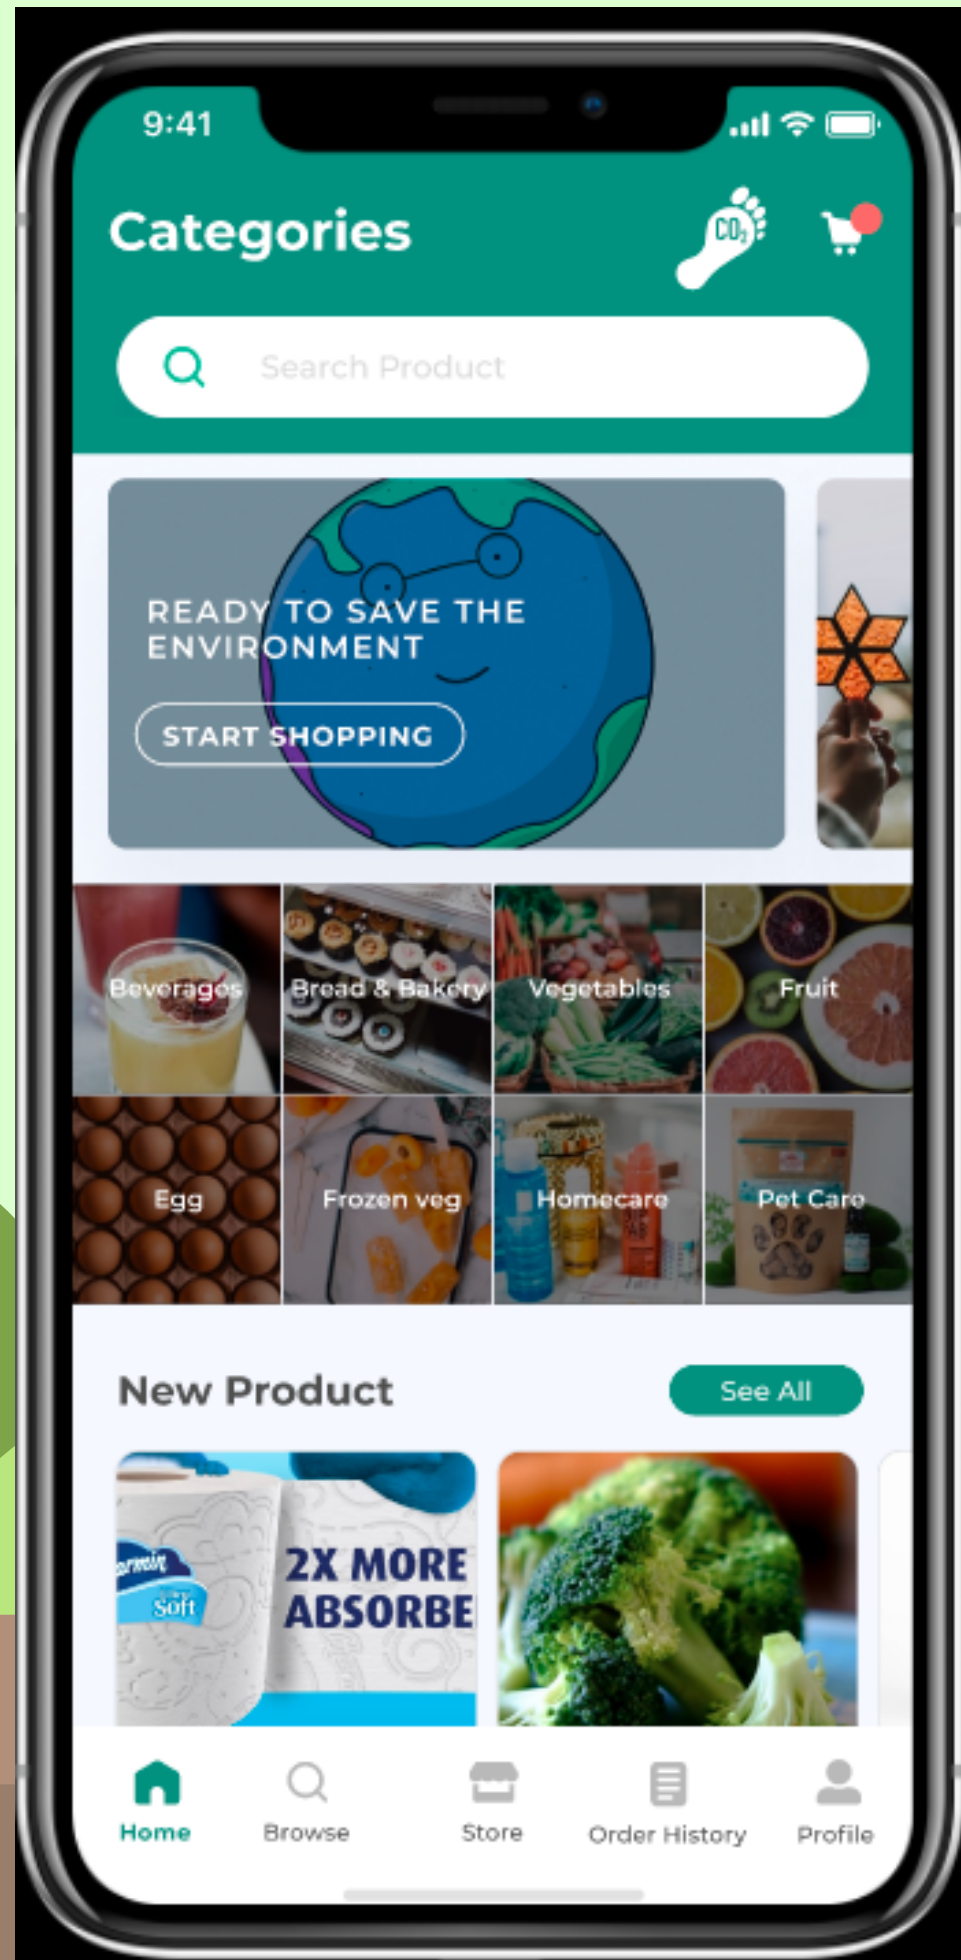 9:41
Categories
CO₂
Search Product
READY TO SAVE THE
ENVIRONMENT
START SHOPPING
Beverages
Bread & Bakery
Vegetables
Fruit
Egg
Frozen veg
Homecare
Pet Care
New Product
See All
Soft
2X MORE
ABSORBE
Home
Browse
Store
Order History
Profile